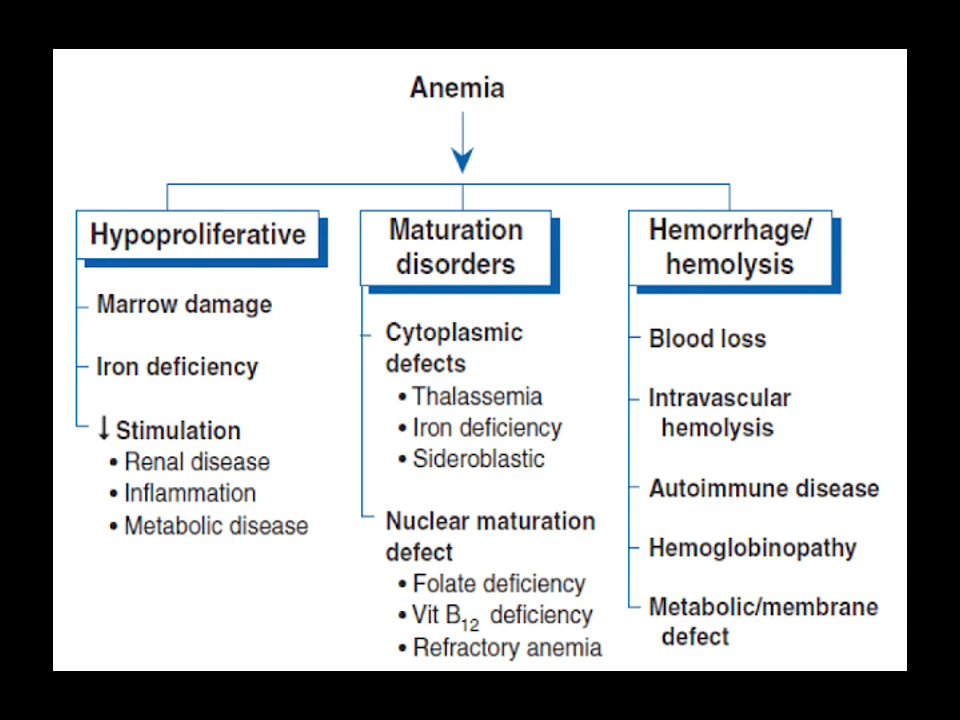 Anemia
Hypoproliferative
Marrow damage
Iron deficiency
↓ Stimulation
• Renal disease
• Inflammation
• Metabolic disease
Maturation
disorders
Cytoplasmic
defects
• Thalassemia
• Iron deficiency
• Sideroblastic
Nuclear maturation
defect
• Folate deficiency
• Vit B12 deficiency
• Refractory anemia
Hemorrhage/
hemolysis
Blood loss
Intravascular
hemolysis
Autoimmune disease
Hemoglobinopathy
Metabolic/membrane
defect